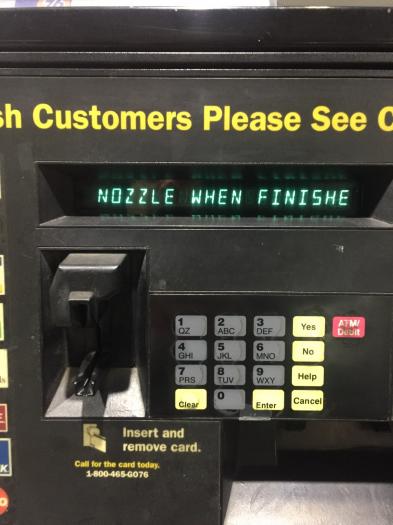 sh Customers Please See C
NOZZLE WHEN FINISHE
1 QZ 2 ABC 3 DEF Yes ATM/ Debit
4 GHI 5 JKL 6 MNO No
7 PRS 8 TUV 9 WXY Help
Clear 0 Enter Cancel
Insert and
remove card.
Call for the card today.
1-800-465-G076